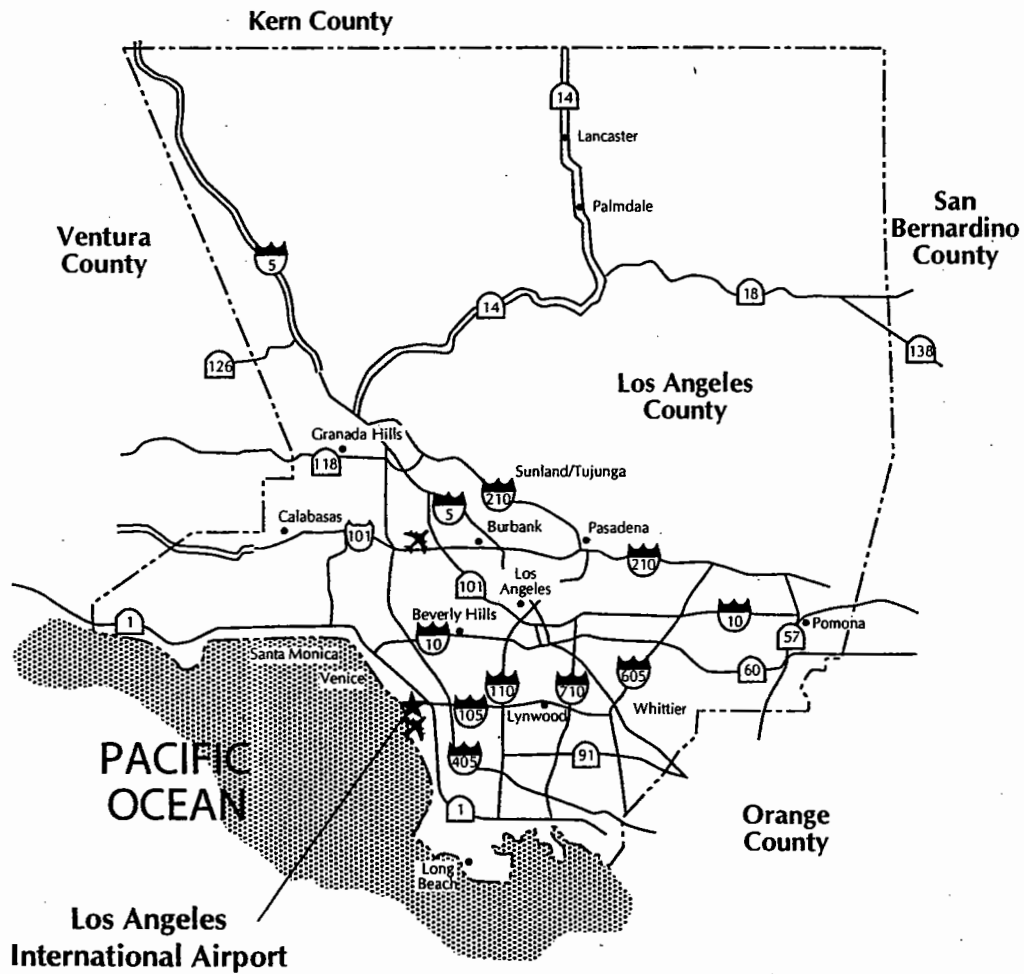 Kern County
14
Lancaster
Palmdale
San
Bernardino
County
Ventura
County
5
14
18
126
138
Los Angeles
County
Granada Hills
118
Sunland/Tujunga
210
5
Calabasas
101
Burbank
Pasadena
210
101
Los
Angeles
1
Beverly Hills
10
10
57
Pomona
Santa Monica
Venice
60
110
710
605
105
Lynwood
Whittier
PACIFIC
OCEAN
405
91
1
Orange
County
Long
Beach
Los Angeles
International Airport